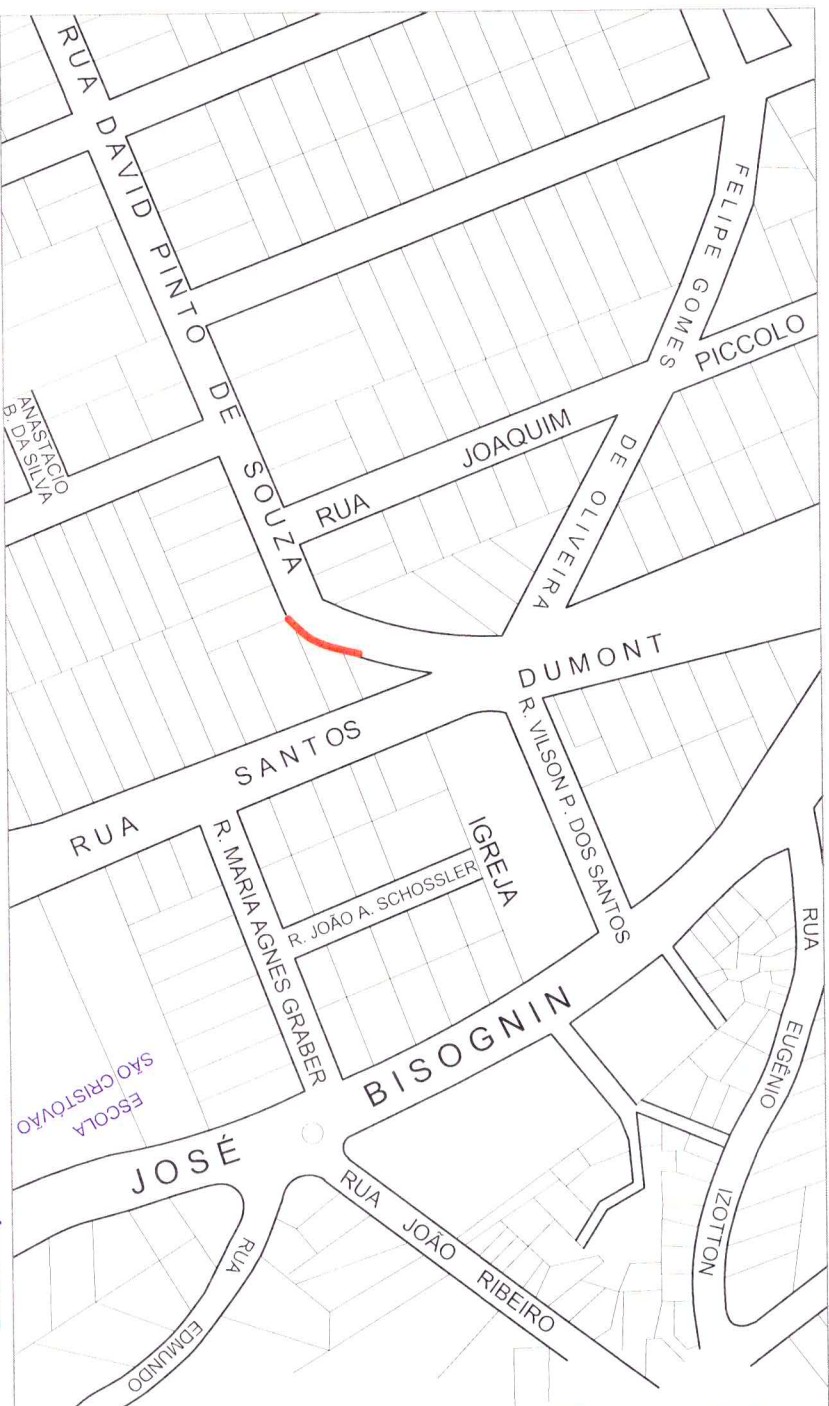 RUA DAVID PINTO DE SOUZA
FELIPE GOMES DE OLIVEIRA
PICCOLO
RUA JOAQUIM
ANASTACIO
B. DA SILVA
DUMONT
RUA SANTOS
R. VILSON P. DOS SANTOS
IGREJA
R. JOÃO A. SCHOSSLER
R. MARIA AGNES GRABER
JOSÉ BISOGNIN
RUA EUGÊNIO IZOTTON
ESCOLA
SÃO CRISTÓVÃO
RUA JOÃO RIBEIRO
RUA EDMUNDO